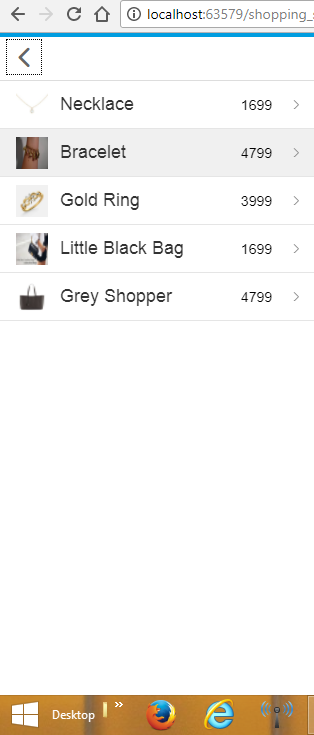 localhost:63579/shopping_
Necklace 1699
Bracelet 4799
Gold Ring 3999
Little Black Bag 1699
Grey Shopper 4799
Desktop »